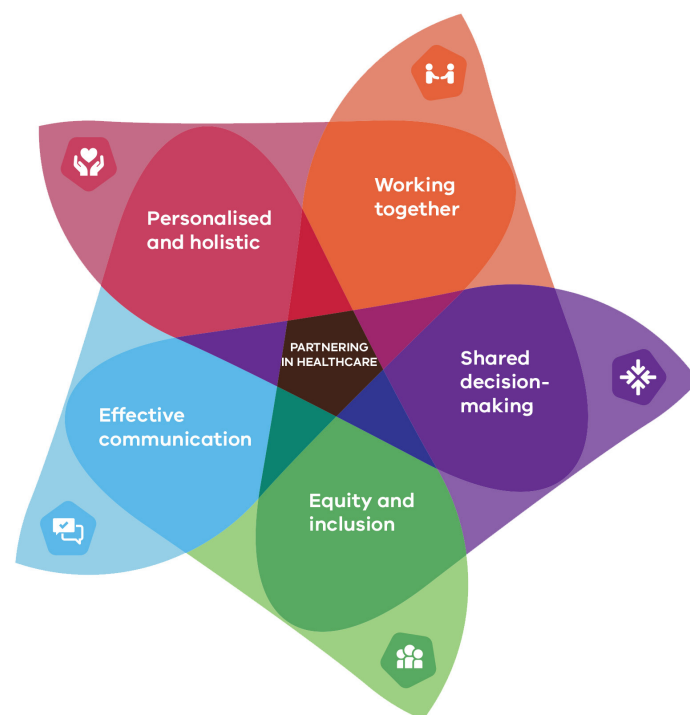 Working
together
Personalised
and holistic
PARTNERING
IN HEALTHCARE
Shared
decision-
making
Effective
communication
Equity and
inclusion